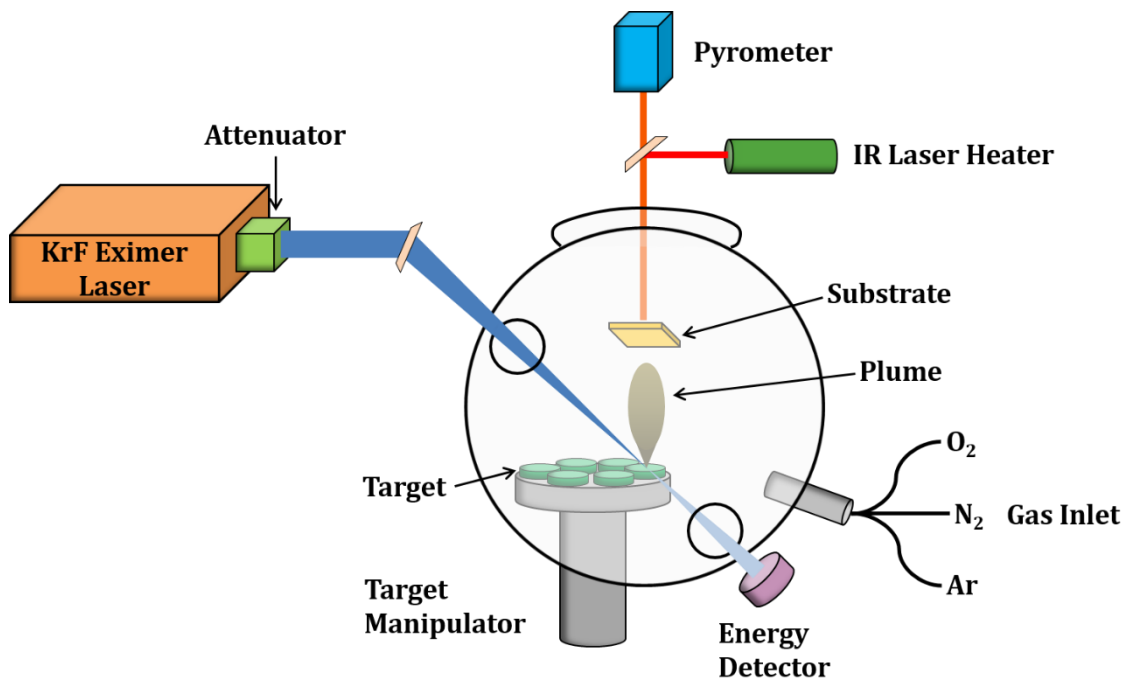 Pyrometer
Attenuator
IR Laser Heater
KrF Eximer
Laser
Substrate
Plume
O₂
Target
N₂ Gas Inlet
Ar
Target
Manipulator
Energy
Detector